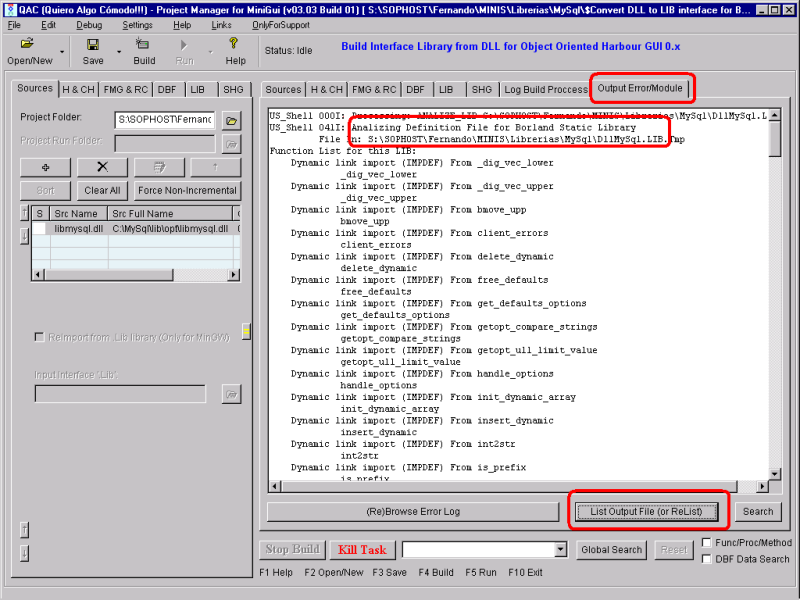 QAC (Quiero Algo Cómodo!!!) - Project Manager for MiniGui (v03.03 Build 01) [ S:\SOPHOST\Fernando\MINIS\Librerias\MySql\$Convert DLL to LIB interface for B...
File Edit Debug Settings Help Links OnlyForSupport
Open/New Save Build Run Help
Status: Idle
Build Interface Library from DLL for Object Oriented Harbour GUI 0.x
Sources H & CH FMG & RC DBF LIB SHG
Project Folder: S:\SOPHOST\Fernanc
Project Run Folder:
Sort Clear All Force Non-Incremental
S Src Name Src Full Name
libmysql.dll C:\MySql\lib\opt\libmysql.dll
Reimport from .Lib library (Only for MinGW)
Input Interface 'Lib'
Sources H & CH FMG & RC DBF LIB SHG Log Build Proccess Output Error/Module
US_Shell 000I: Processing: ANALIZE_LIB S:\SOPHOST\Fernando\MINIS\Librerias\MySql\DllMySql.L
US_Shell 041I: Analizing Definition File for Borland Static Library
File In: S:\SOPHOST\Fernando\MINIS\Librerias\MySql\DllMySql.LIB.Tmp
Function List for this LIB:
Dynamic link import (IMPDEF) From _dig_vec_lower
_dig_vec_lower
Dynamic link import (IMPDEF) From _dig_vec_upper
_dig_vec_upper
Dynamic link import (IMPDEF) From bmove_upp
bmove_upp
Dynamic link import (IMPDEF) From client_errors
client_errors
Dynamic link import (IMPDEF) From delete_dynamic
delete_dynamic
Dynamic link import (IMPDEF) From free_defaults
free_defaults
Dynamic link import (IMPDEF) From get_defaults_options
get_defaults_options
Dynamic link import (IMPDEF) From getopt_compare_strings
getopt_compare_strings
Dynamic link import (IMPDEF) From getopt_ull_limit_value
getopt_ull_limit_value
Dynamic link import (IMPDEF) From handle_options
handle_options
Dynamic link import (IMPDEF) From init_dynamic_array
init_dynamic_array
Dynamic link import (IMPDEF) From insert_dynamic
insert_dynamic
Dynamic link import (IMPDEF) From int2str
int2str
Dynamic link import (IMPDEF) From is_prefix
is_prefix
(Re)Browse Error Log List Output File (or ReList) Search
Stop Build Kill Task Global Search Reset Func/Proc/Method
DBF Data Search
F1 Help F2 Open/New F3 Save F4 Build F5 Run F10 Exit